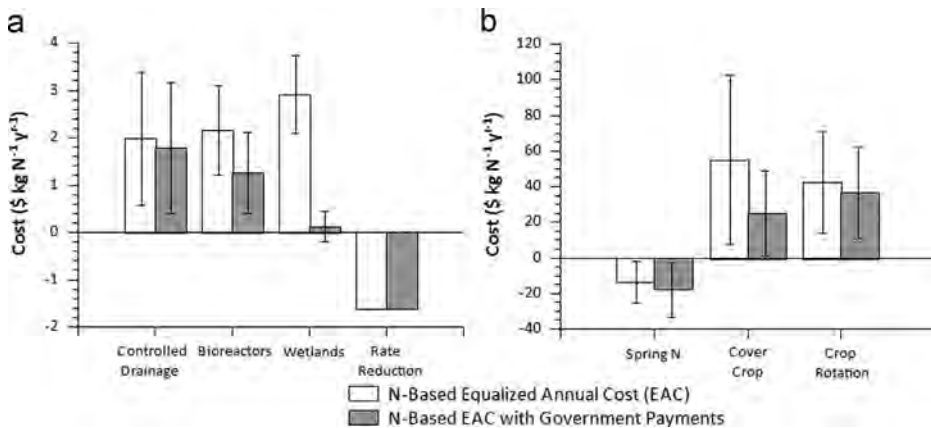 a
Cost ($ kg N⁻¹ y⁻¹)
4
3
2
1
0
-1
-2
Controlled Drainage
Bioreactors
Wetlands
Rate Reduction
b
Cost ($ kg N⁻¹ y⁻¹)
120
100
80
60
40
20
0
-20
-40
Spring N
Cover Crop
Crop Rotation
N-Based Equalized Annual Cost (EAC)
N-Based EAC with Government Payments